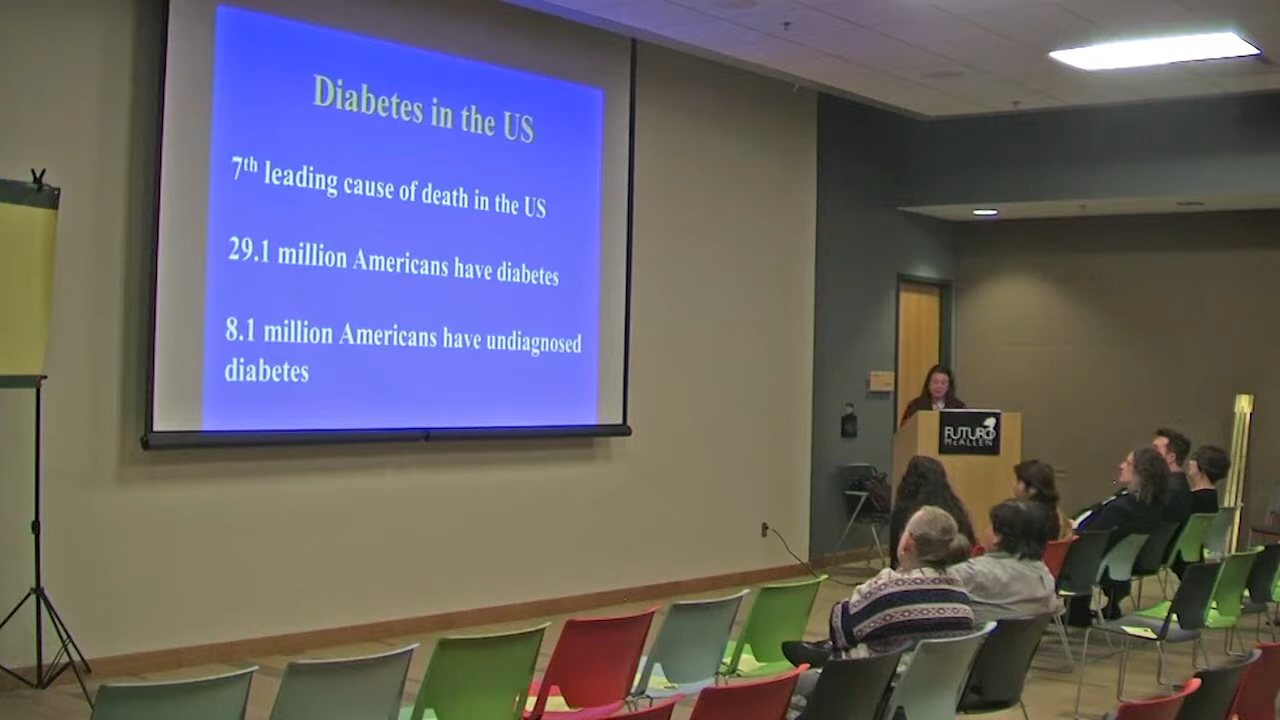 Diabetes in the US
7th leading cause of death in the US
29.1 million Americans have diabetes
8.1 million Americans have undiagnosed
diabetes
FUTURO
McALLEN